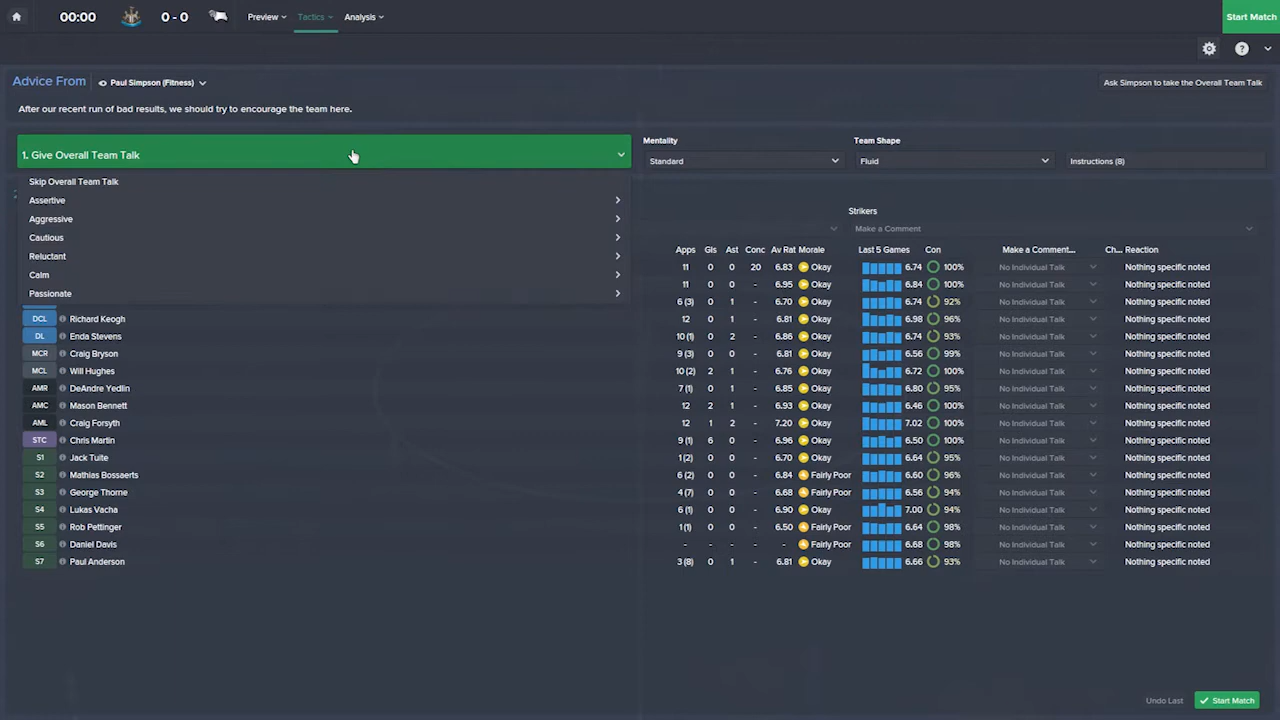 00:00 0 - 0 Preview Tactics Analysis Start Match
?
Advice From Paul Simpson (Fitness) Ask Simpson to take the Overall Team Talk
After our recent run of bad results, we should try to encourage the team here.
Mentality Team Shape
1. Give Overall Team Talk Standard Fluid Instructions (8)
Skip Overall Team Talk
Assertive
Aggressive
Cautious
Reluctant
Calm
Passionate
Strikers
Make a Comment
Apps Gls Ast Conc Av Rat Morale Last 5 Games Con Make a Comment... Ch... Reaction
11 0 0 20 6.83 Okay 6.74 100% No Individual Talk Nothing specific noted
11 0 0 - 6.95 Okay 6.84 100% No Individual Talk Nothing specific noted
6 (3) 0 1 - 6.70 Okay 6.74 92% No Individual Talk Nothing specific noted
DCL Richard Keogh 12 0 1 - 6.81 Okay 6.98 96% No Individual Talk Nothing specific noted
DL Enda Stevens 10 (1) 0 2 - 6.86 Okay 6.74 93% No Individual Talk Nothing specific noted
MCR Craig Bryson 9 (3) 0 0 - 6.81 Okay 6.56 99% No Individual Talk Nothing specific noted
MCL Will Hughes 10 (2) 2 1 - 6.76 Okay 6.72 100% No Individual Talk Nothing specific noted
AMR DeAndre Yedlin 7 (1) 0 1 - 6.85 Okay 6.80 95% No Individual Talk Nothing specific noted
AMC Mason Bennett 12 2 1 - 6.93 Okay 6.46 100% No Individual Talk Nothing specific noted
AML Craig Forsyth 12 1 2 - 7.20 Okay 7.02 100% No Individual Talk Nothing specific noted
STC Chris Martin 9 (1) 6 0 - 6.96 Okay 6.50 100% No Individual Talk Nothing specific noted
S1 Jack Tuite 1 (2) 0 0 - 6.70 Okay 6.64 95% No Individual Talk Nothing specific noted
S2 Mathias Bossaerts 6 (2) 0 0 - 6.84 Fairly Poor 6.60 96% No Individual Talk Nothing specific noted
S3 George Thorne 4 (7) 0 0 - 6.68 Fairly Poor 6.56 94% No Individual Talk Nothing specific noted
S4 Lukas Vacha 6 (1) 0 0 - 6.90 Okay 7.00 94% No Individual Talk Nothing specific noted
S5 Rob Pettinger 1 (1) 0 0 - 6.50 Fairly Poor 6.64 98% No Individual Talk Nothing specific noted
S6 Daniel Davis - - - - - Fairly Poor 6.68 98% No Individual Talk Nothing specific noted
S7 Paul Anderson 3 (8) 0 1 - 6.81 Okay 6.66 93% No Individual Talk Nothing specific noted
Undo Last Start Match